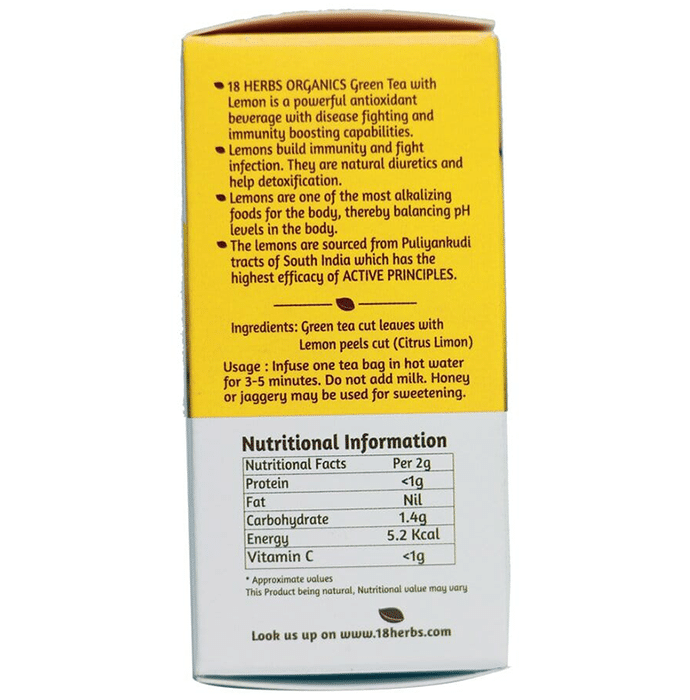 18 HERBS ORGANICS Green Tea with
Lemon is a powerful antioxidant
beverage with disease fighting and
immunity boosting capabilities.
Lemons build immunity and fight
infection. They are natural diuretics and
help detoxification.
Lemons are one of the most alkalizing
foods for the body, thereby balancing pH
levels in the body.
The lemons are sourced from Puliyankudi
tracts of South India which has the
highest efficacy of ACTIVE PRINCIPLES.
Ingredients: Green tea cut leaves with
Lemon peels cut (Citrus Limon)
Usage : Infuse one tea bag in hot water
for 3-5 minutes. Do not add milk. Honey
or jaggery may be used for sweetening.
Nutritional Information
Nutritional Facts Per 2g
Protein <1g
Fat Nil
Carbohydrate 1.4g
Energy 5.2 Kcal
Vitamin C <1g
* Approximate values
This Product being natural, Nutritional value may vary
Look us up on www.18herbs.com